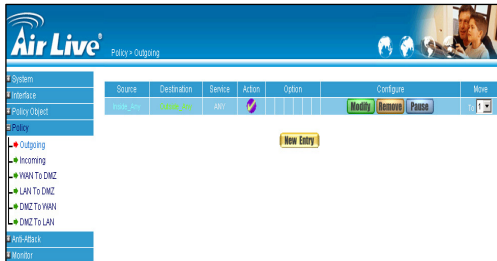 Air Live®
Policy > Outgoing
System
Interface
Policy Object
Policy
Outgoing
Incoming
WAN To DMZ
LAN To DMZ
DMZ To WAN
DMZ To LAN
Anti-Attack
Monitor
Source Destination Service Action Option Configure Move
Inside_Any Outside_Any ANY Modify Remove Pause To 1
New Entry